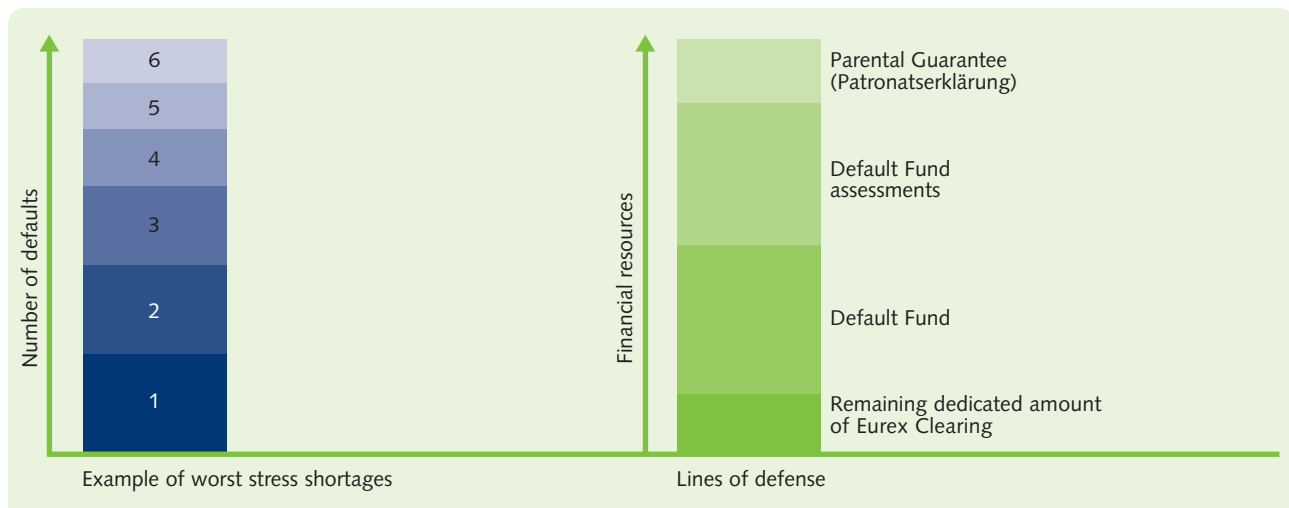 Number of defaults
6
5
4
3
2
1
Example of worst stress shortages
Financial resources
Parental Guarantee
(Patronatserklärung)
Default Fund
assessments
Default Fund
Remaining dedicated amount
of Eurex Clearing
Lines of defense